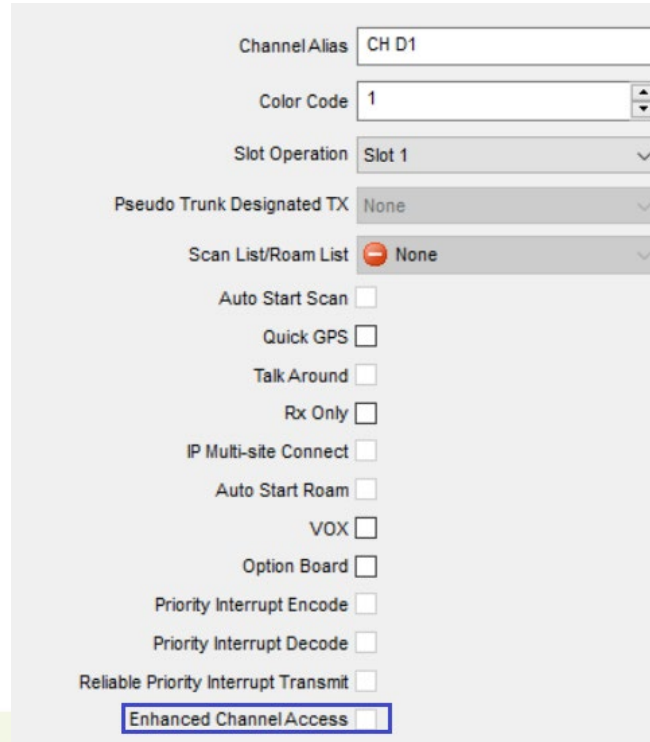 Channel Alias CH D1
Color Code 1
Slot Operation Slot 1
Pseudo Trunk Designated TX None
Scan List/Roam List None
Auto Start Scan
Quick GPS
Talk Around
Rx Only
IP Multi-site Connect
Auto Start Roam
VOX
Option Board
Priority Interrupt Encode
Priority Interrupt Decode
Reliable Priority Interrupt Transmit
Enhanced Channel Access